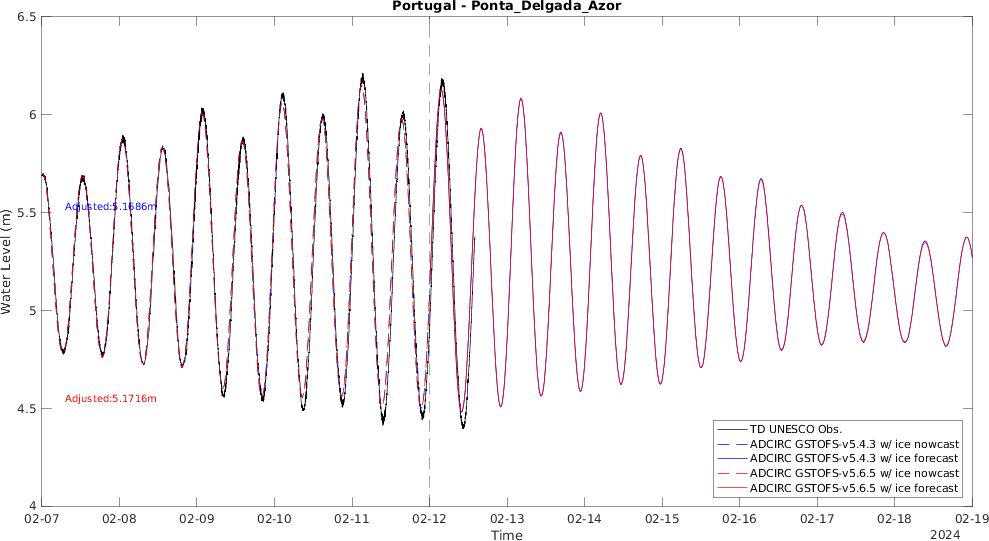 Portugal - Ponta_Delgada_Azor
6.5
6
5.5
5
4.5
4
Water Level (m)
Adjusted:5.1686m
Adjusted:5.1716m
TD UNESCO Obs.
ADCIRC GSTOFS-v5.4.3 w/ ice nowcast
ADCIRC GSTOFS-v5.4.3 w/ ice forecast
ADCIRC GSTOFS-v5.6.5 w/ ice nowcast
ADCIRC GSTOFS-v5.6.5 w/ ice forecast
02-07 02-08 02-09 02-10 02-11 02-12 02-13 02-14 02-15 02-16 02-17 02-18 02-19
Time
2024